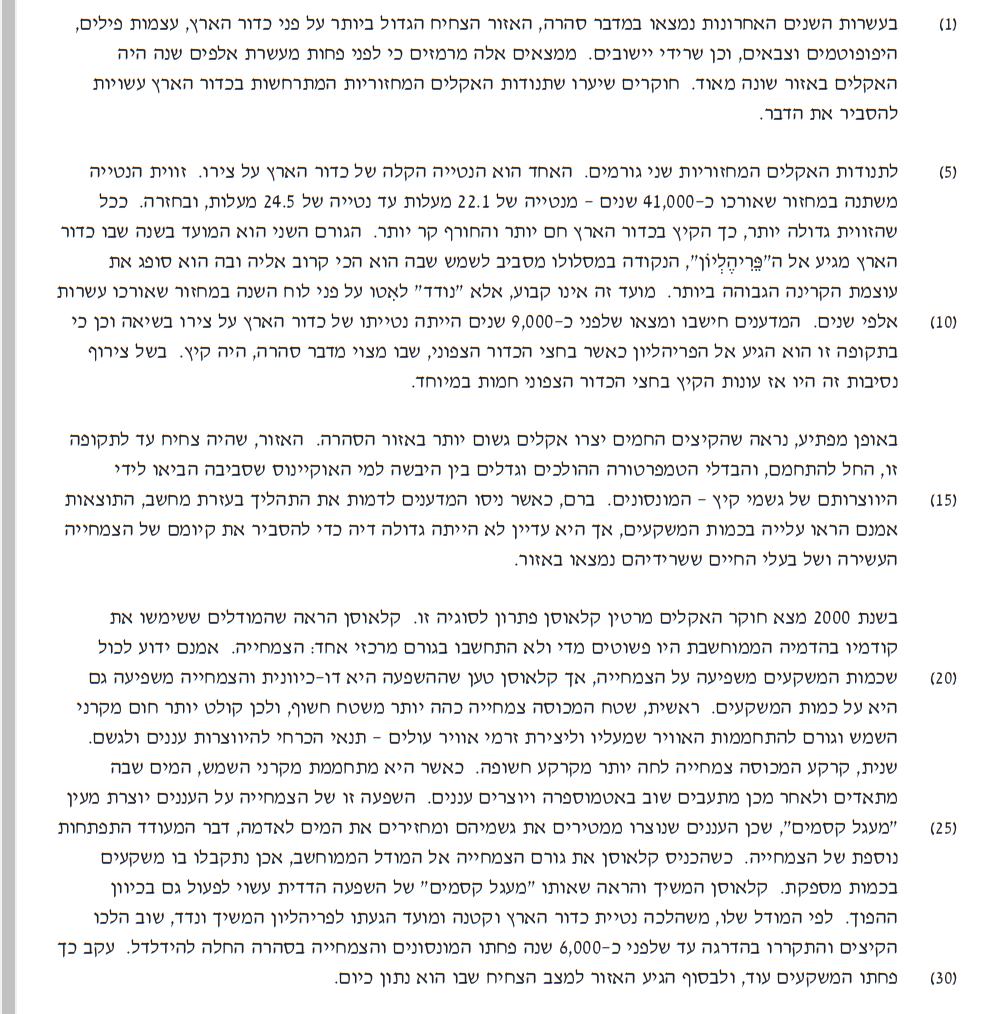 (1) בעשרות השנים האחרונות נמצאו במדבר סהרה, האזור הצחיח הגדול ביותר על פני כדור הארץ, עצמות פילים,
היפופוטמים וצבאים, וכן שרידי יישובים. ממצאים אלה מרמזים כי לפני פחות מעשרת אלפים שנה היה
האקלים באזור שונה מאוד. חוקרים שיערו שתנודות האקלים המחזוריות המתרחשות בכדור הארץ עשויות
להסביר את הדבר.
(5) לתנודות האקלים המחזוריות שני גורמים. האחד הוא הנטייה הקלה של כדור הארץ על צירו. זווית הנטייה
משתנה במחזור שאורכו כ-41,000 שנים - מנטייה של 22.1 מעלות עד נטייה של 24.5 מעלות, ובחזרה. ככל
שהזווית גדולה יותר, כך הקיץ בכדור הארץ חם יותר והחורף קר יותר. הגורם השני הוא המועד בשנה שבו כדור
הארץ מגיע אל ה"פֶּרִיהֶלְיוֹן", הנקודה במסלולו מסביב לשמש שבה הוא הכי קרוב אליה ובה הוא סופג את
עוצמת הקרינה הגבוהה ביותר. מועד זה אינו קבוע, אלא "נודד" לאִטו על פני לוח השנה במחזור שאורכו עשרות
(10) אלפי שנים. המדענים חישבו ומצאו שלפני כ-9,000 שנים הייתה נטייתו של כדור הארץ על צירו בשיאה וכן כי
בתקופה זו הוא הגיע אל הפריהליון כאשר בחצי הכדור הצפוני, שבו מצוי מדבר סהרה, היה קיץ. בשל צירוף
נסיבות זה היו אז עונות הקיץ בחצי הכדור הצפוני חמות במיוחד.
באופן מפתיע, נראה שהקיצים החמים יצרו אקלים גשום יותר באזור הסהרה. האזור, שהיה צחיח עד לתקופה
זו, החל להתחמם, והבדלי הטמפרטורה ההולכים וגדלים בין היבשה למי האוקיינוס שסביבה הביאו לידי
(15) היווצרותם של גשמי קיץ - המונסונים. ברם, כאשר ניסו המדענים לדמות את התהליך בעזרת מחשב, התוצאות
אמנם הראו עלייה בכמות המשקעים, אך היא עדיין לא הייתה גדולה דיה כדי להסביר את קיומם של הצמחייה
העשירה ושל בעלי החיים ששרידיהם נמצאו באזור.
בשנת 2000 מצא חוקר האקלים מרטין קלאוסן פתרון לסוגיה זו. קלאוסן הראה שהמודלים ששימשו את
קודמיו בהדמיה הממוחשבת היו פשוטים מדי ולא התחשבו בגורם מרכזי אחד: הצמחייה. אמנם ידוע לכול
(20) שכמות המשקעים משפיעה על הצמחייה, אך קלאוסן טען שההשפעה היא דו-כיוונית והצמחייה משפיעה גם
היא על כמות המשקעים. ראשית, שטח המכוסה צמחייה כהה יותר משטח חשוף, ולכן קולט יותר חום מקרני
השמש וגורם להתחממות האוויר שמעליו וליצירת זרמי אוויר עולים - תנאי הכרחי להיווצרות עננים ולגשם.
שנית, קרקע המכוסה צמחייה לחה יותר מקרקע חשופה. כאשר היא מתחממת מקרני השמש, המים שבה
מתאדים ולאחר מכן מתעבים שוב באטמוספרה ויוצרים עננים. השפעה זו של הצמחייה על העננים יוצרת מעין
(25) "מעגל קסמים", שכן העננים שנוצרו ממטירים את גשמיהם ומחזירים את המים לאדמה, דבר המעודד התפתחות
נוספת של הצמחייה. כשהכניס קלאוסן את גורם הצמחייה אל המודל הממוחשב, אכן נתקבלו בו משקעים
בכמות מספקת. קלאוסן המשיך והראה שאותו "מעגל קסמים" של השפעה הדדית עשוי לפעול גם בכיוון
ההפוך. לפי המודל שלו, משהלכה נטיית כדור הארץ וקטנה ומועד הגעתו לפריהליון המשיך ונדד, שוב הלכו
הקיצים והתקררו בהדרגה עד שלפני כ-6,000 שנה פחתו המונסונים והצמחייה בסהרה החלה להידלדל. עקב כך
(30) פחתו המשקעים עוד, ולבסוף הגיע האזור למצב הצחיח שבו הוא נתון כיום.